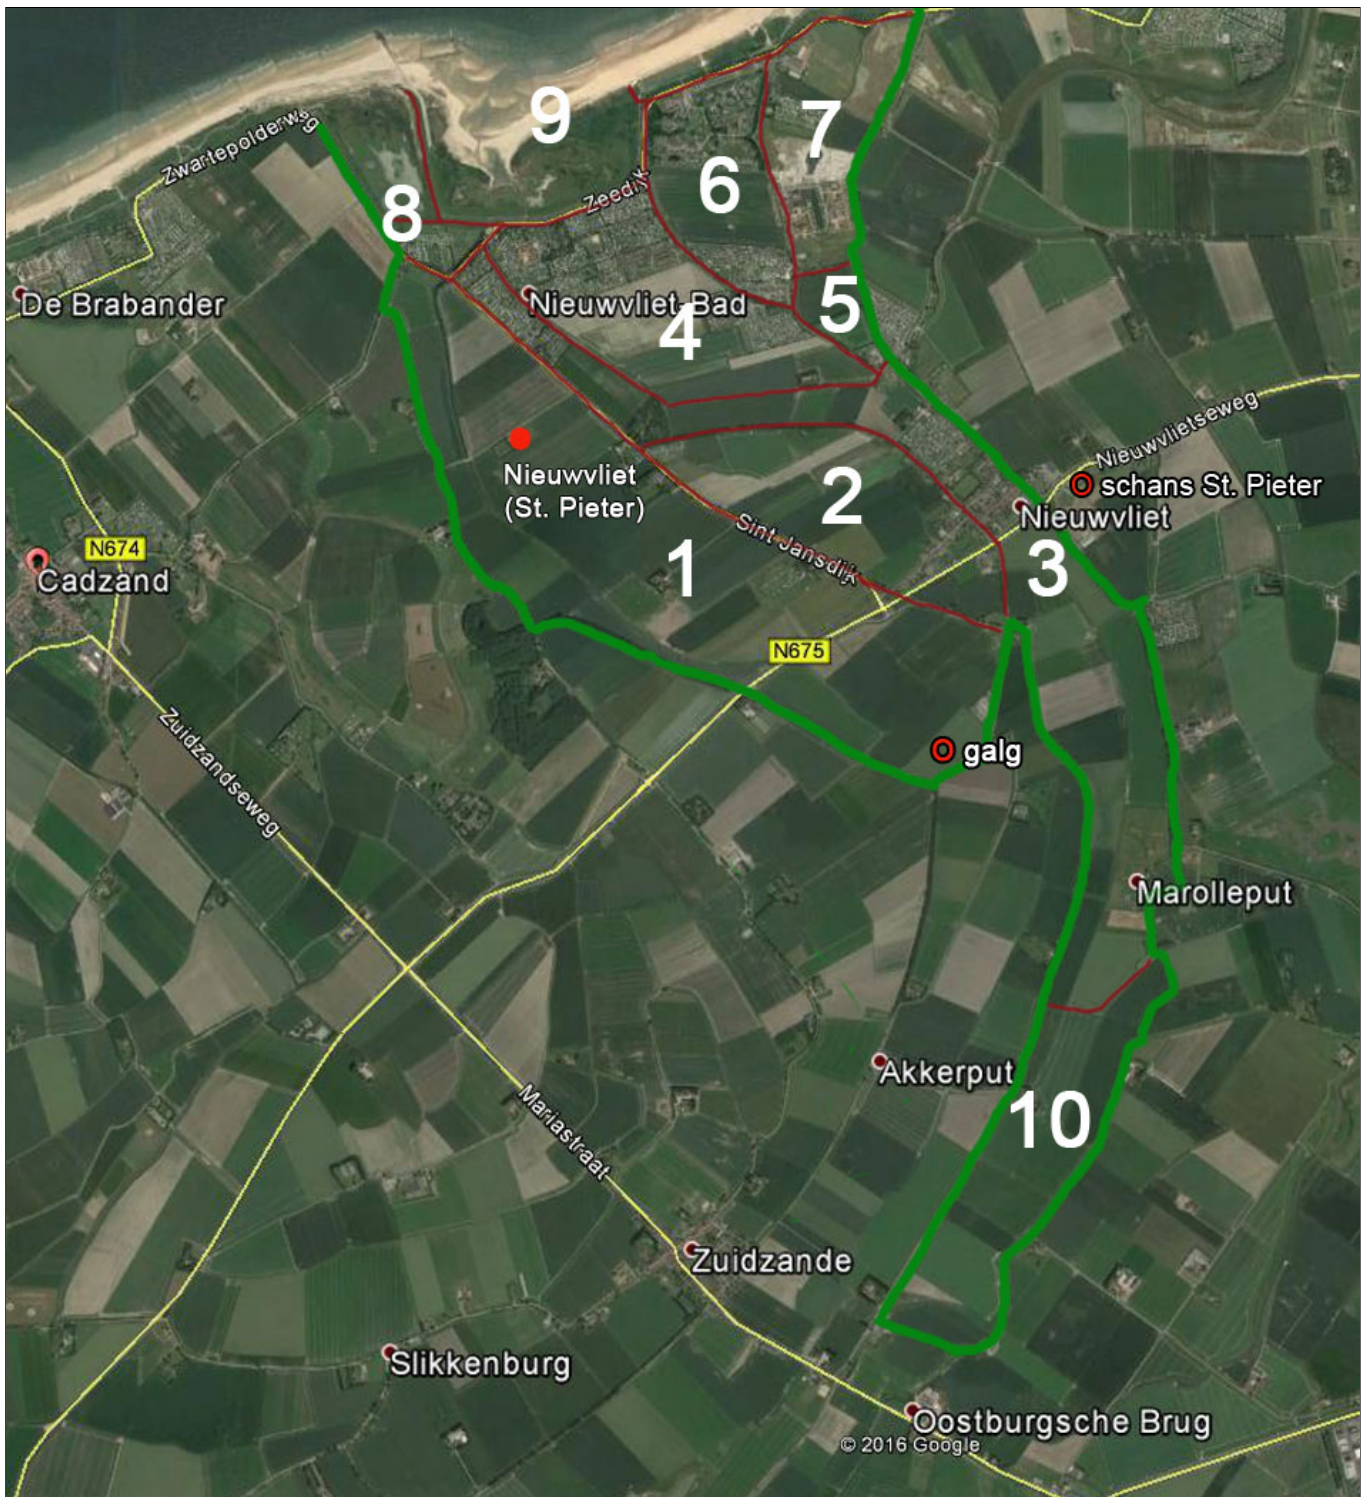 9
7
Zwartepolderweg
6
Zeedijk
8
De Brabander
Nieuwvliet-Bad
5
4
Nieuwvlietseweg
Nieuwvliet
(St. Pieter)
2
schans St. Pieter
Nieuwvliet
Sint Jansdijk
N674
Cadzand
1
3
N675
Zuidzandseweg
galg
Marolleput
Akkerput
Mariastraat
10
Zuidzande
Slikkenburg
Oostburgsche Brug
© 2016 Google